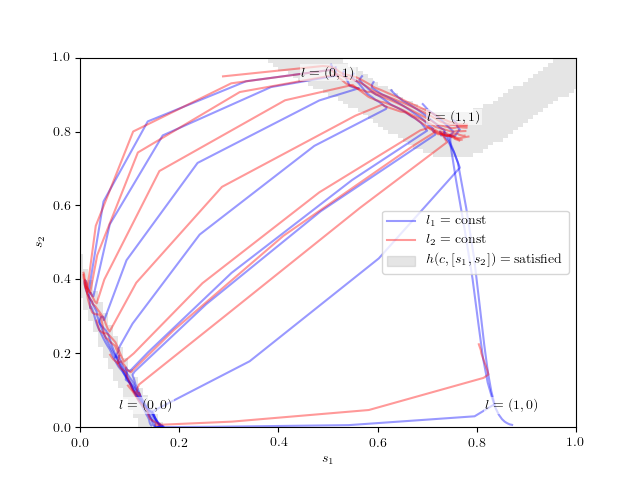 1.0
0.8
0.6
0.4
0.2
0.0
s₂
l = (0, 1)
l = (1, 1)
l₁ = const
l₂ = const
h(c, [s₁, s₂]) = satisfied
l = (0, 0)
l = (1, 0)
0.0 0.2 0.4 0.6 0.8 1.0
s₁